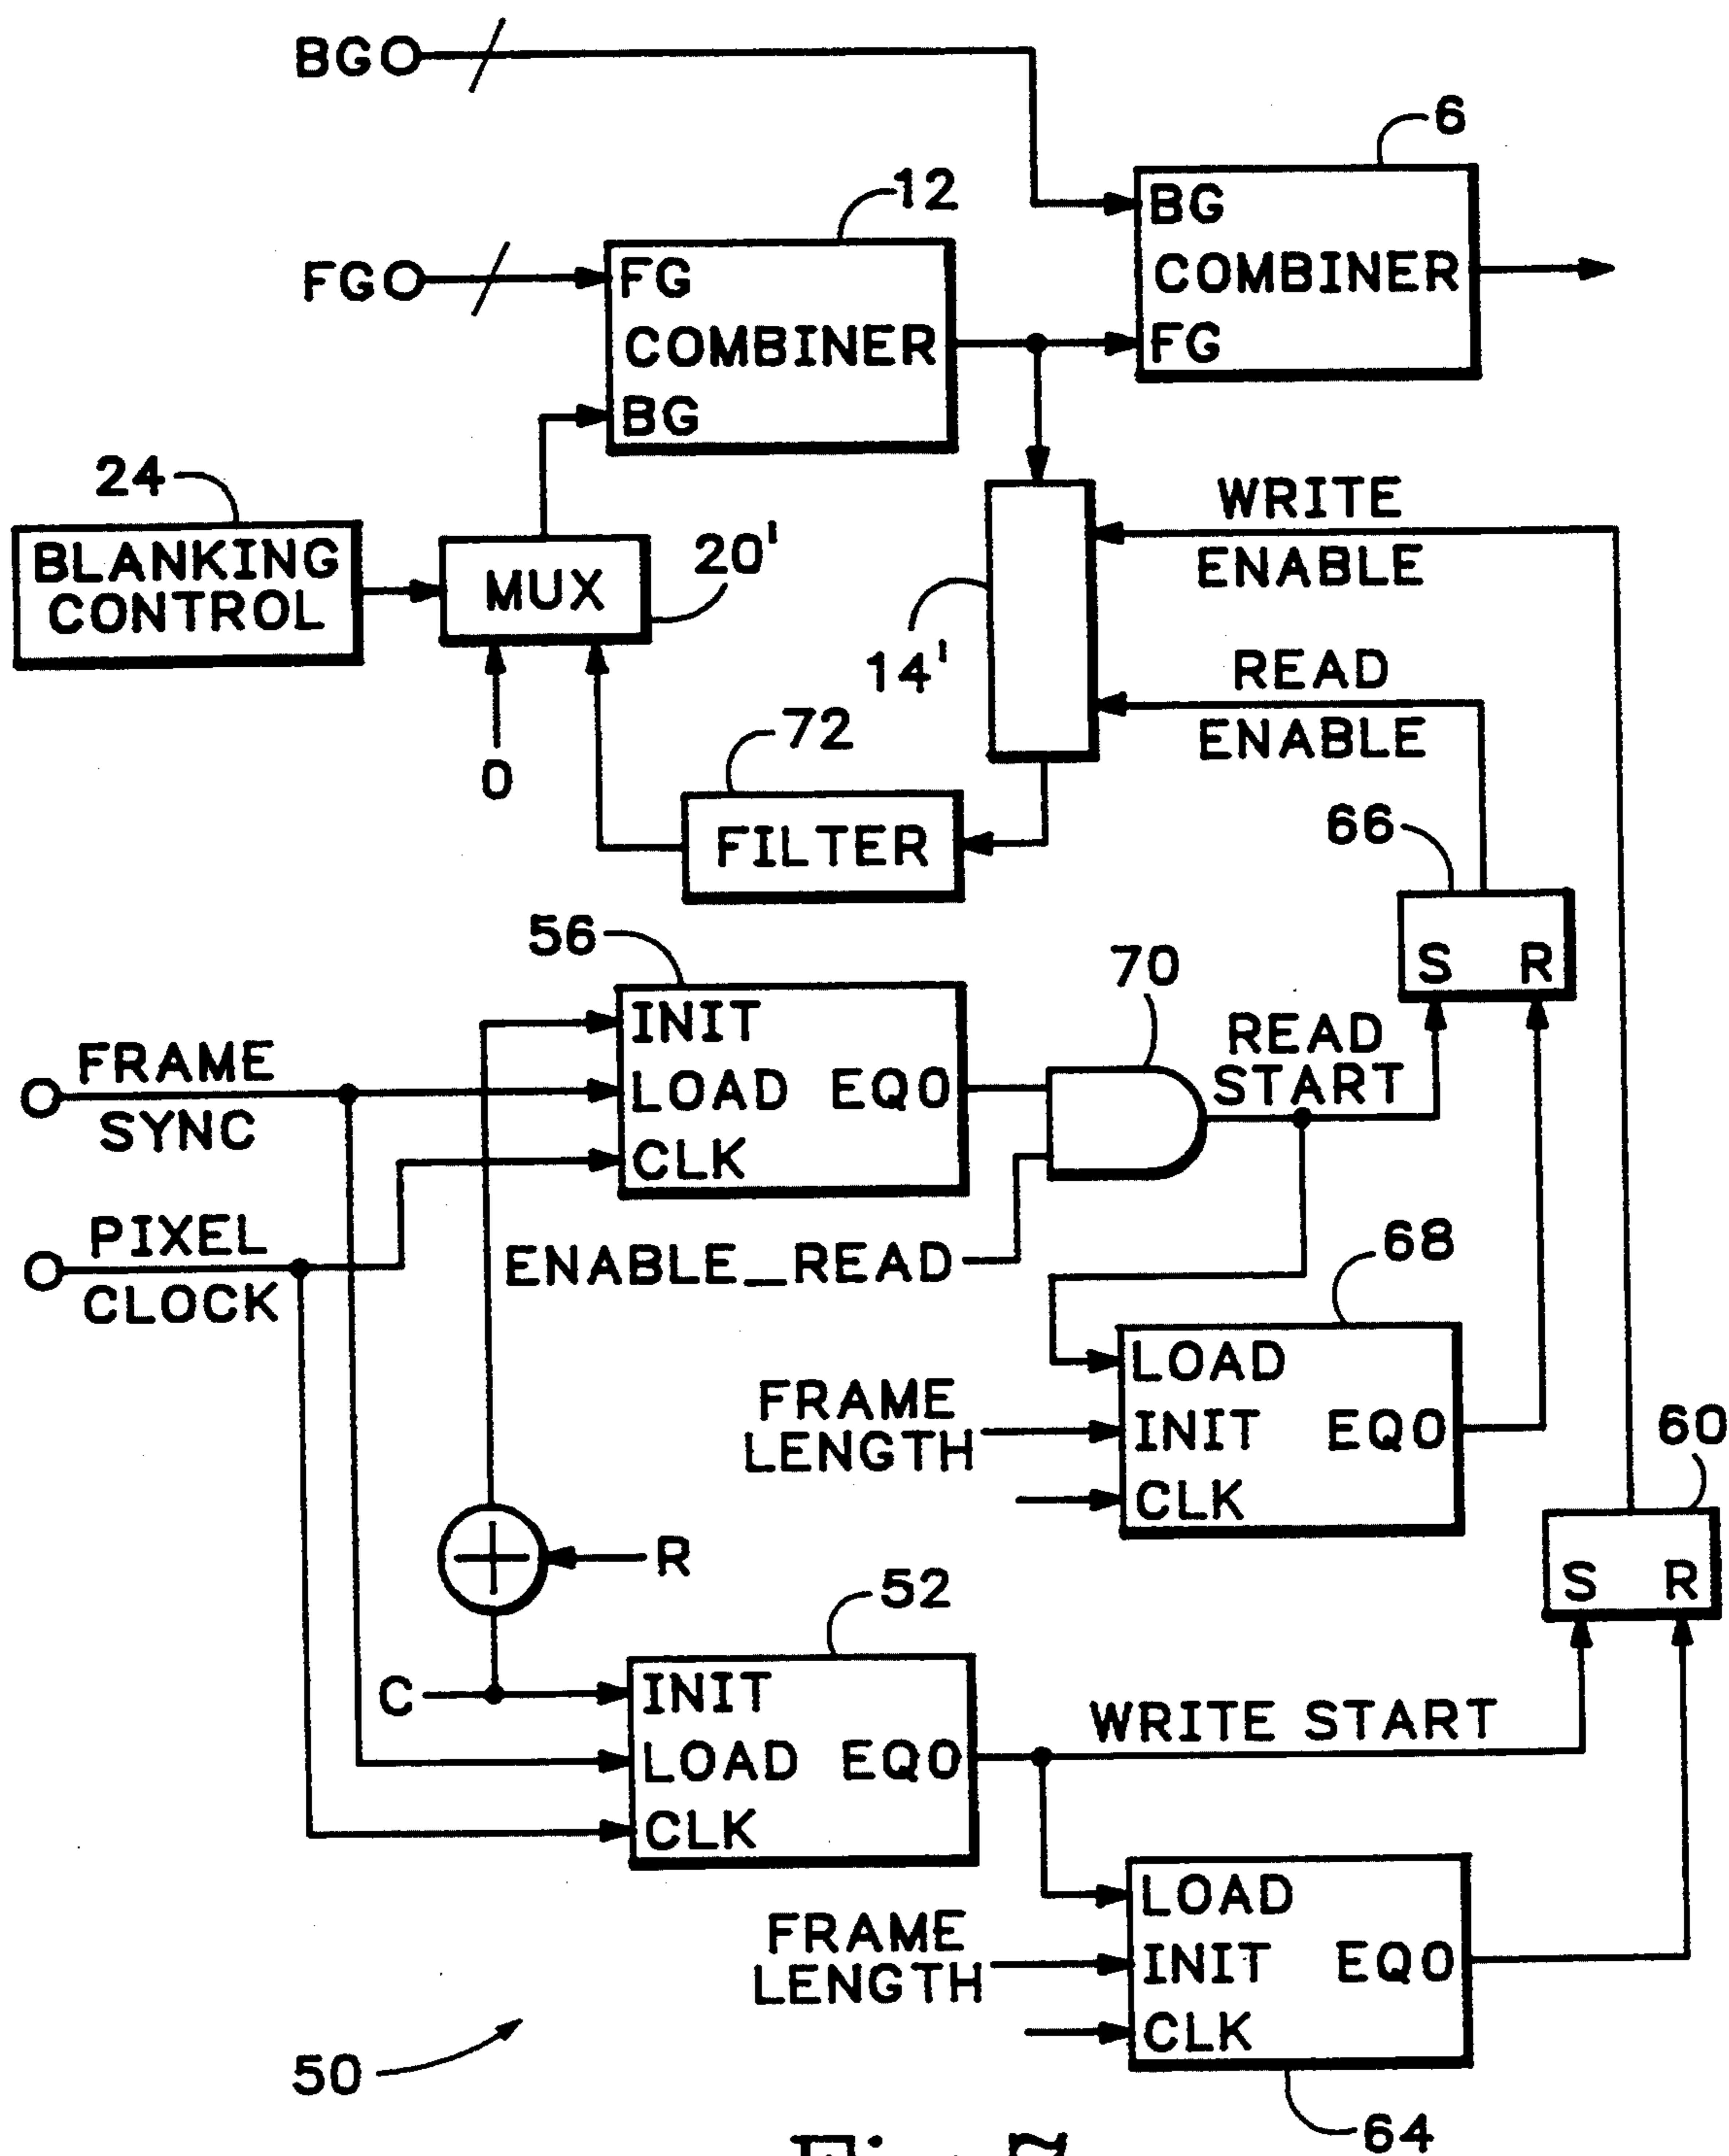 BG
6
12
BG
COMBINER
FG
FG
FG
COMBINER
BG
24
BLANKING
CONTROL
MUX
20'
14'
WRITE
ENABLE
READ
ENABLE
0
72
FILTER
66
S R
56
70
INIT
LOAD EQ0
CLK
READ
START
FRAME
SYNC
PIXEL
CLOCK
ENABLE_READ
68
LOAD
INIT EQ0
CLK
FRAME
LENGTH
60
S R
R
52
C
INIT
LOAD EQ0
CLK
WRITE START
LOAD
INIT EQ0
CLK
FRAME
LENGTH
50
64